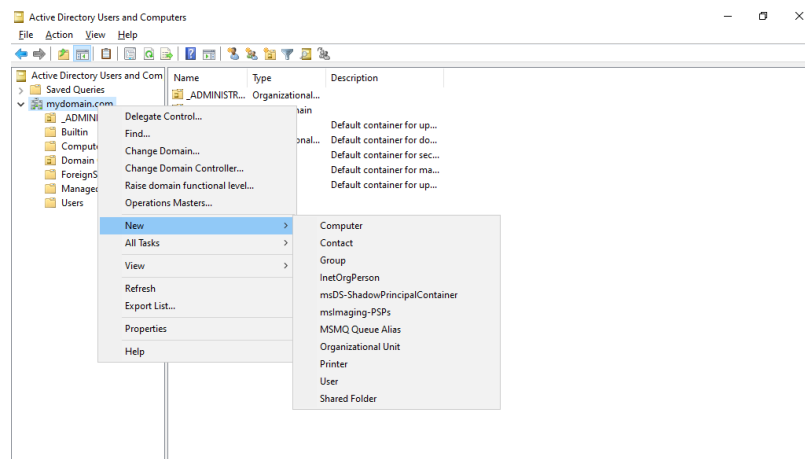 Active Directory Users and Computers
File Action View Help
Active Directory Users and Com
Saved Queries
mydomain.com
_ADMINI
Builtin
Compute
Domain
ForeignS
Managed
Users
Name Type Description
_ADMINISTR... Organizational...
Default container for up...
Default container for do...
Default container for sec...
Default container for ma...
Default container for up...
Delegate Control...
Find...
Change Domain...
Change Domain Controller...
Raise domain functional level...
Operations Masters...
New
All Tasks
View
Refresh
Export List...
Properties
Help
Computer
Contact
Group
InetOrgPerson
msDS-ShadowPrincipalContainer
msImaging-PSPs
MSMQ Queue Alias
Organizational Unit
Printer
User
Shared Folder